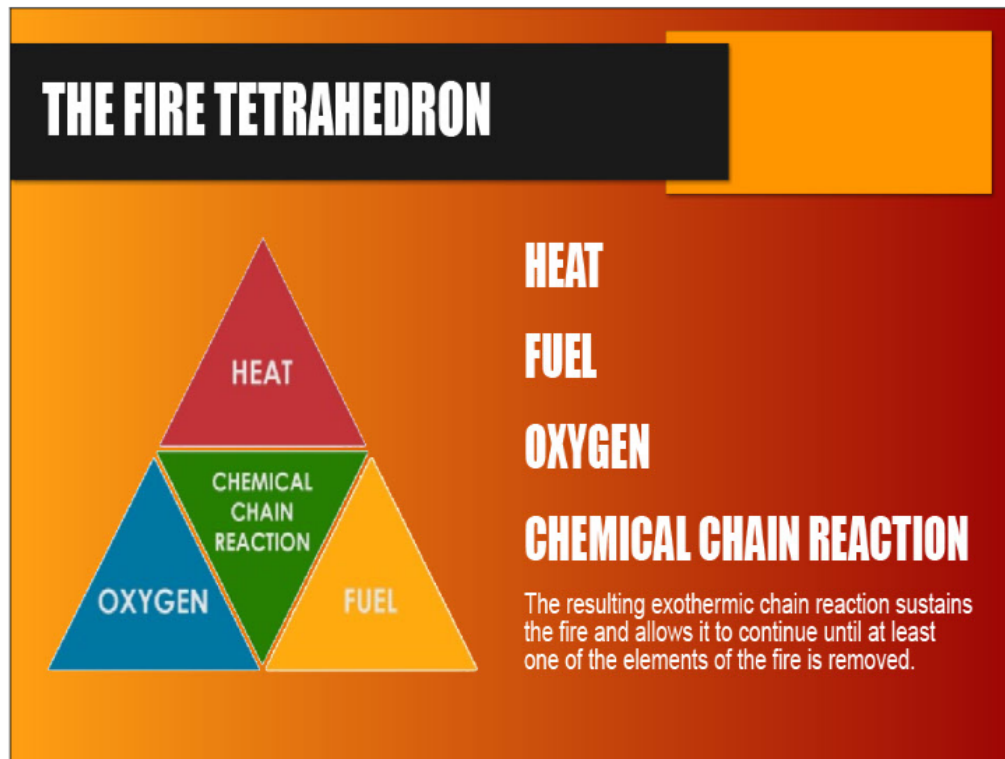 THE FIRE TETRAHEDRON
HEAT
CHEMICAL
CHAIN
REACTION
OXYGEN
FUEL
HEAT
FUEL
OXYGEN
CHEMICAL CHAIN REACTION
The resulting exothermic chain reaction sustains
the fire and allows it to continue until at least
one of the elements of the fire is removed.